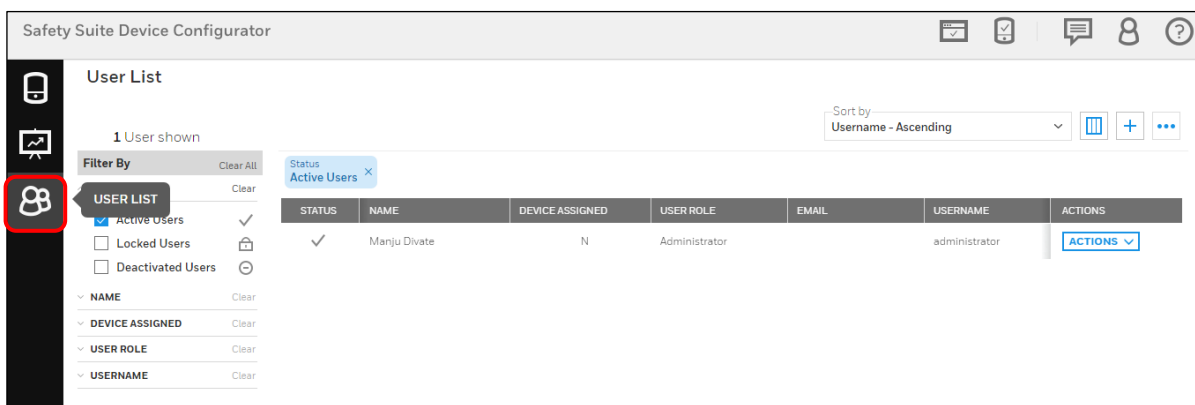 Safety Suite Device Configurator
User List
1 User shown
Sort by
Username - Ascending
Filter By
Clear All
Status
Active Users
USER LIST
Clear
Active Users
Locked Users
Deactivated Users
NAME Clear
DEVICE ASSIGNED Clear
USER ROLE Clear
USERNAME Clear
STATUS NAME DEVICE ASSIGNED USER ROLE EMAIL USERNAME ACTIONS
Manju Divate N Administrator administrator ACTIONS